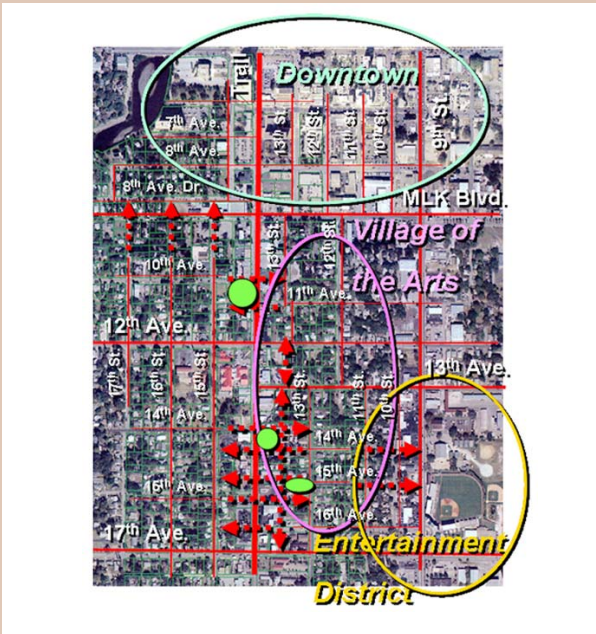 Downtown
Trail
7th Ave.
13th St.
12th St.
11th St.
10th St.
9th St.
8th Ave.
8th Ave. Dr.
MLK Blvd.
Village of
the Arts
13th St.
12th St.
10th Ave.
11th Ave.
12th Ave.
13th Ave.
17th St.
16th St.
15th St.
13th St.
11th St.
10th St.
14th Ave.
14th Ave.
15th Ave.
15th Ave.
16th Ave.
17th Ave.
Entertainment
District